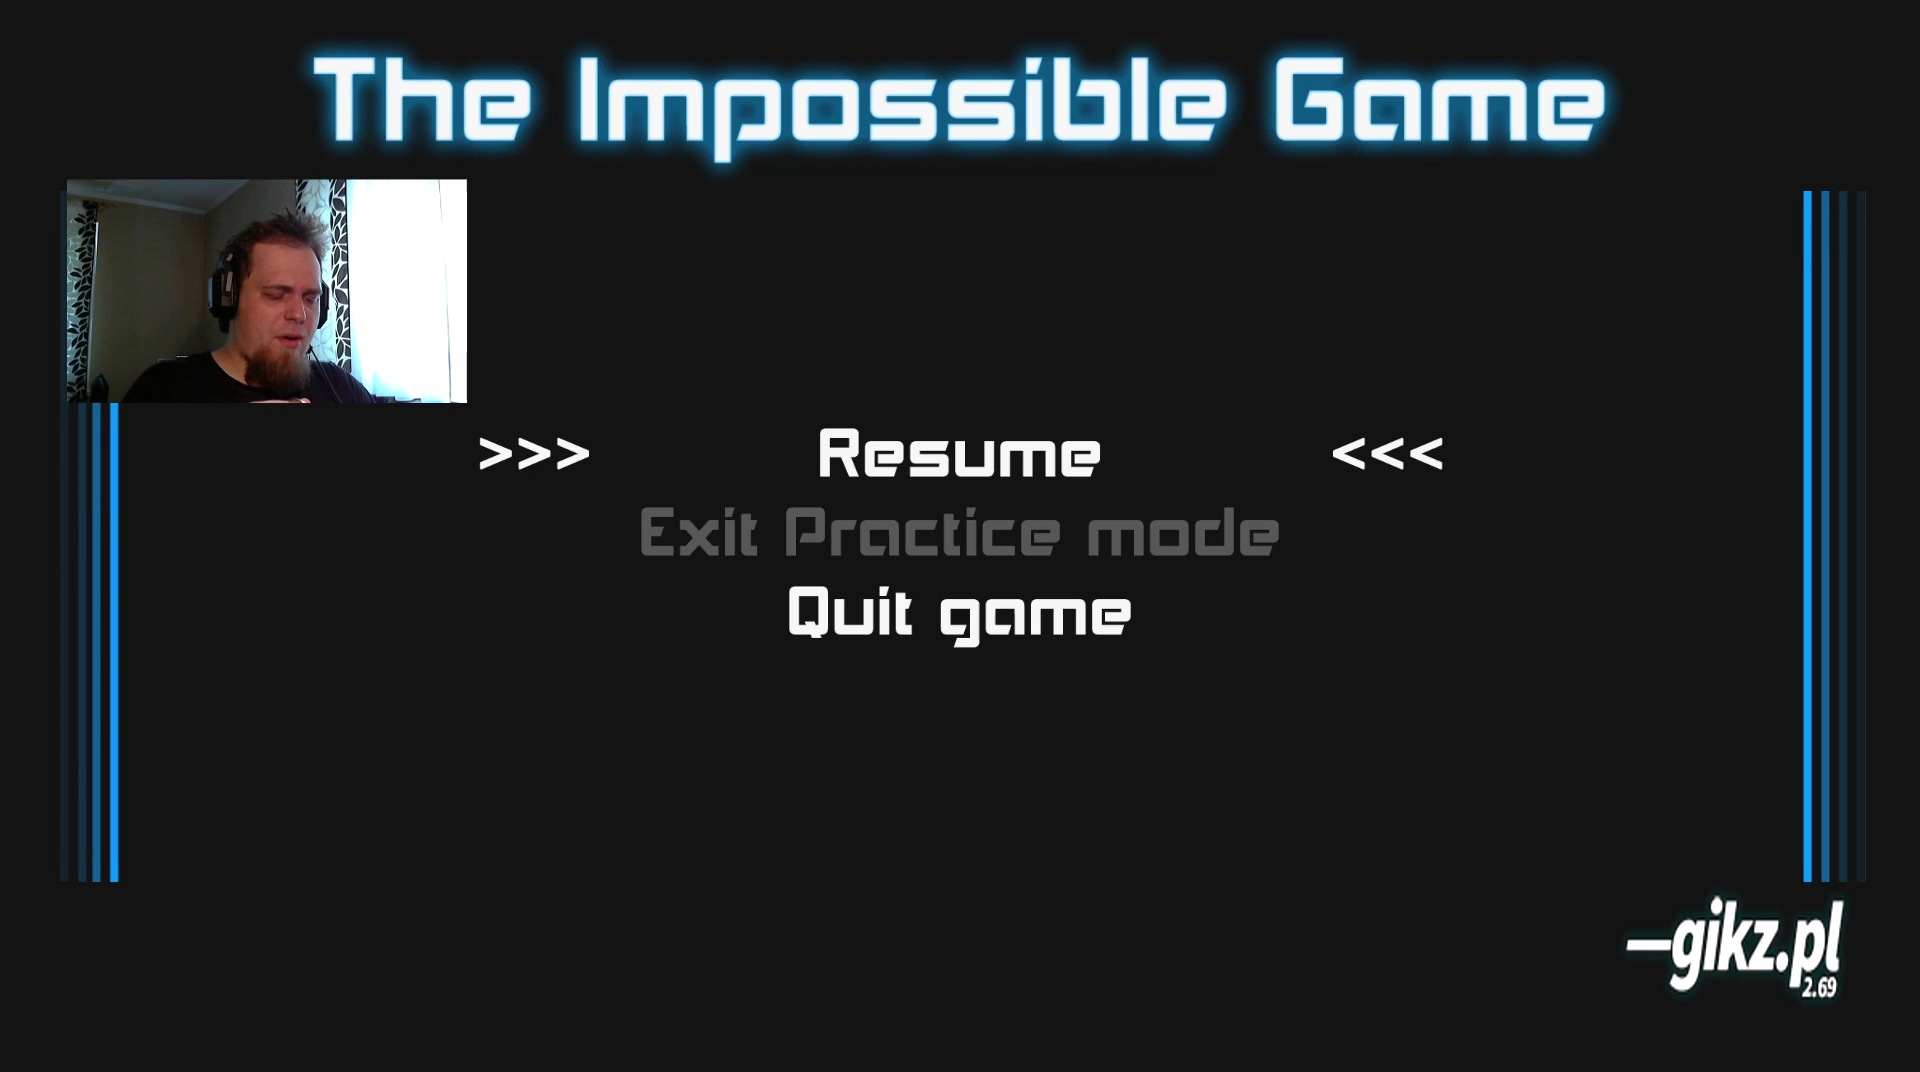 The Impossible Game
>>> Resume <<<
Exit Practice mode
Quit game
—gikz.pl
2.69